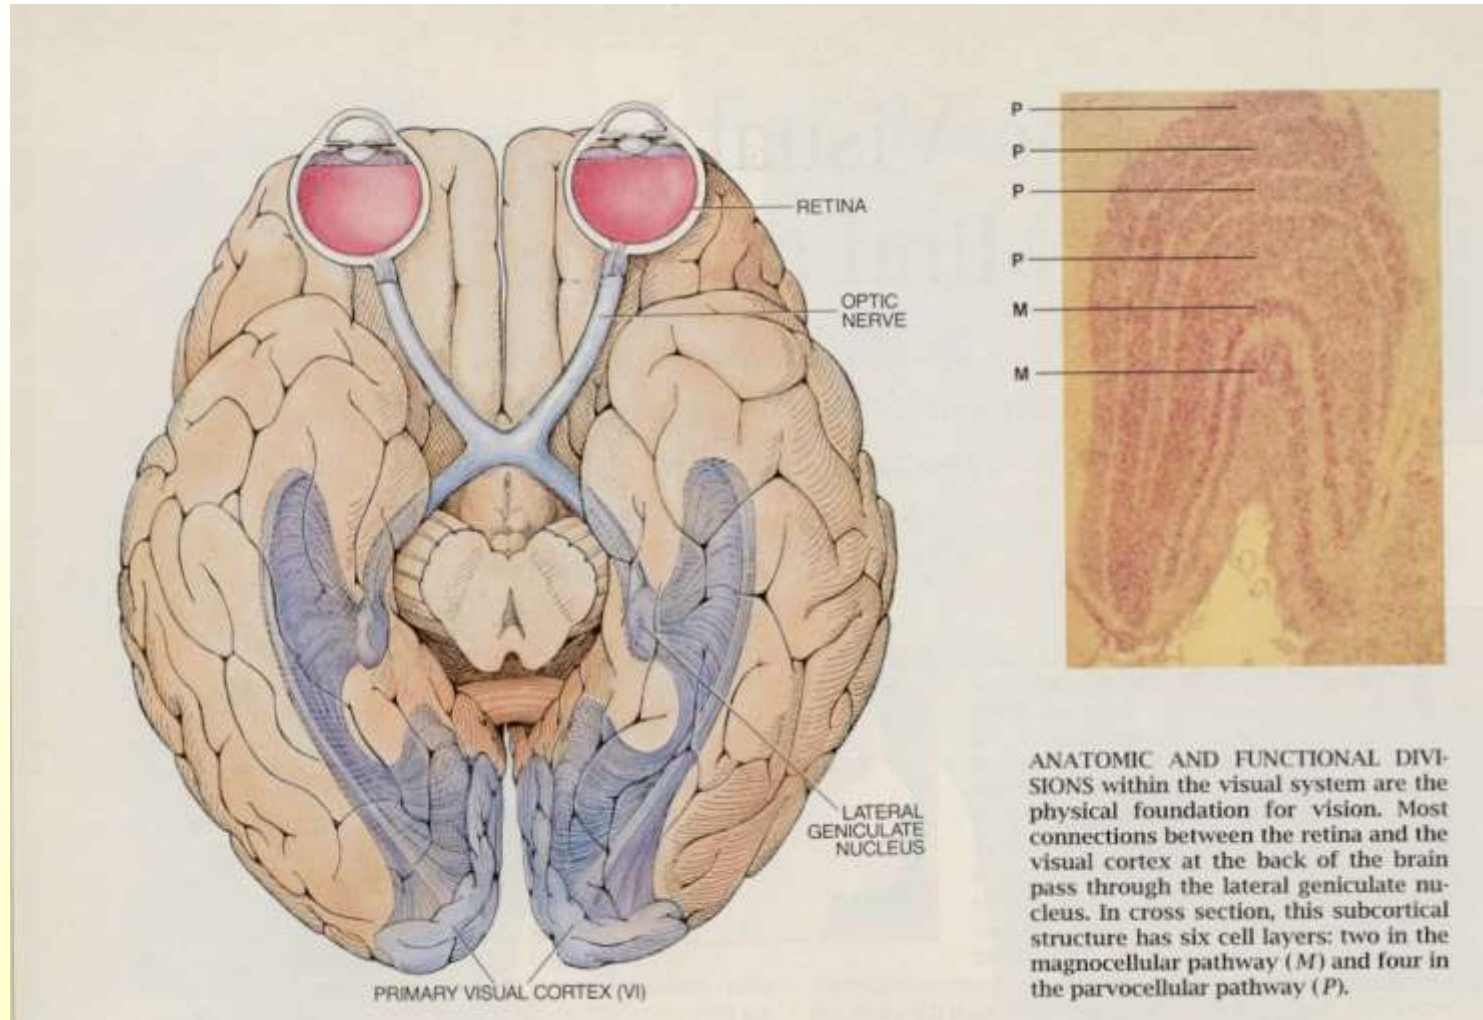 RETINA
OPTIC
NERVE
LATERAL
GENICULATE
NUCLEUS
PRIMARY VISUAL CORTEX (VI)
P
P
P
P
M
M
ANATOMIC AND FUNCTIONAL DIVI-
SIONS within the visual system are the
physical foundation for vision. Most
connections between the retina and the
visual cortex at the back of the brain
pass through the lateral geniculate nu-
cleus. In cross section, this subcortical
structure has six cell layers: two in the
magnocellular pathway (M) and four in
the parvocellular pathway (P).